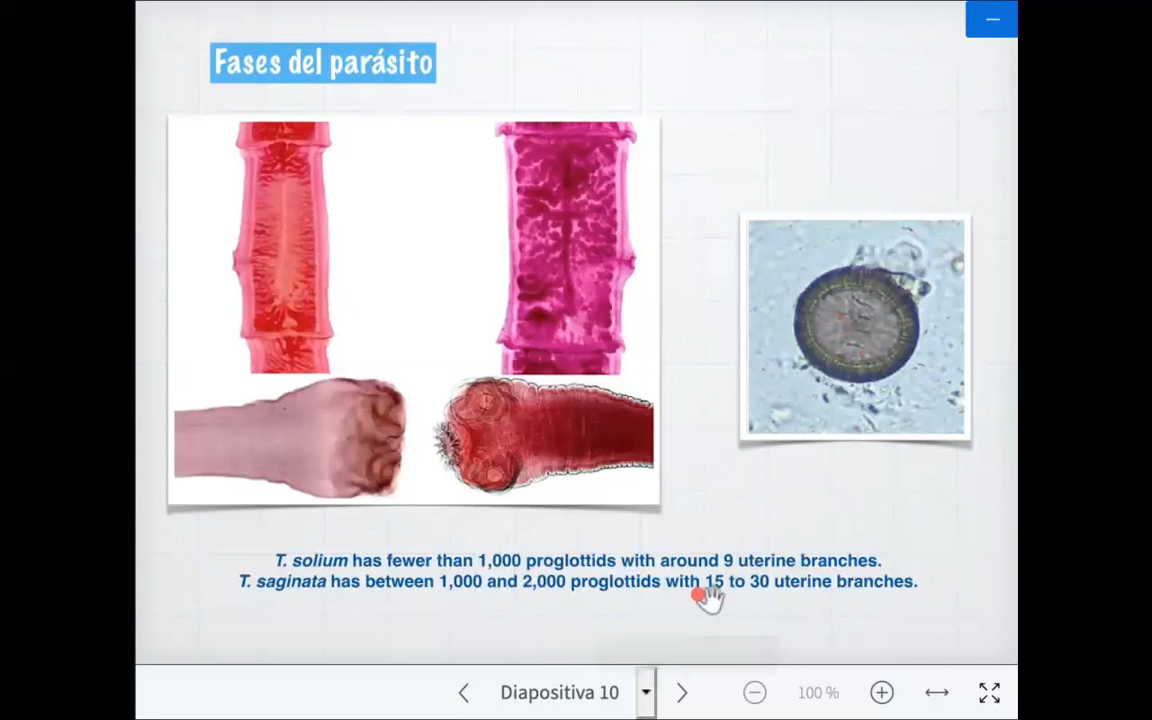 Fases del parásito
T. solium has fewer than 1,000 proglottids with around 9 uterine branches.
T. saginata has between 1,000 and 2,000 proglottids with 15 to 30 uterine branches.
Diapositiva 10
100 %